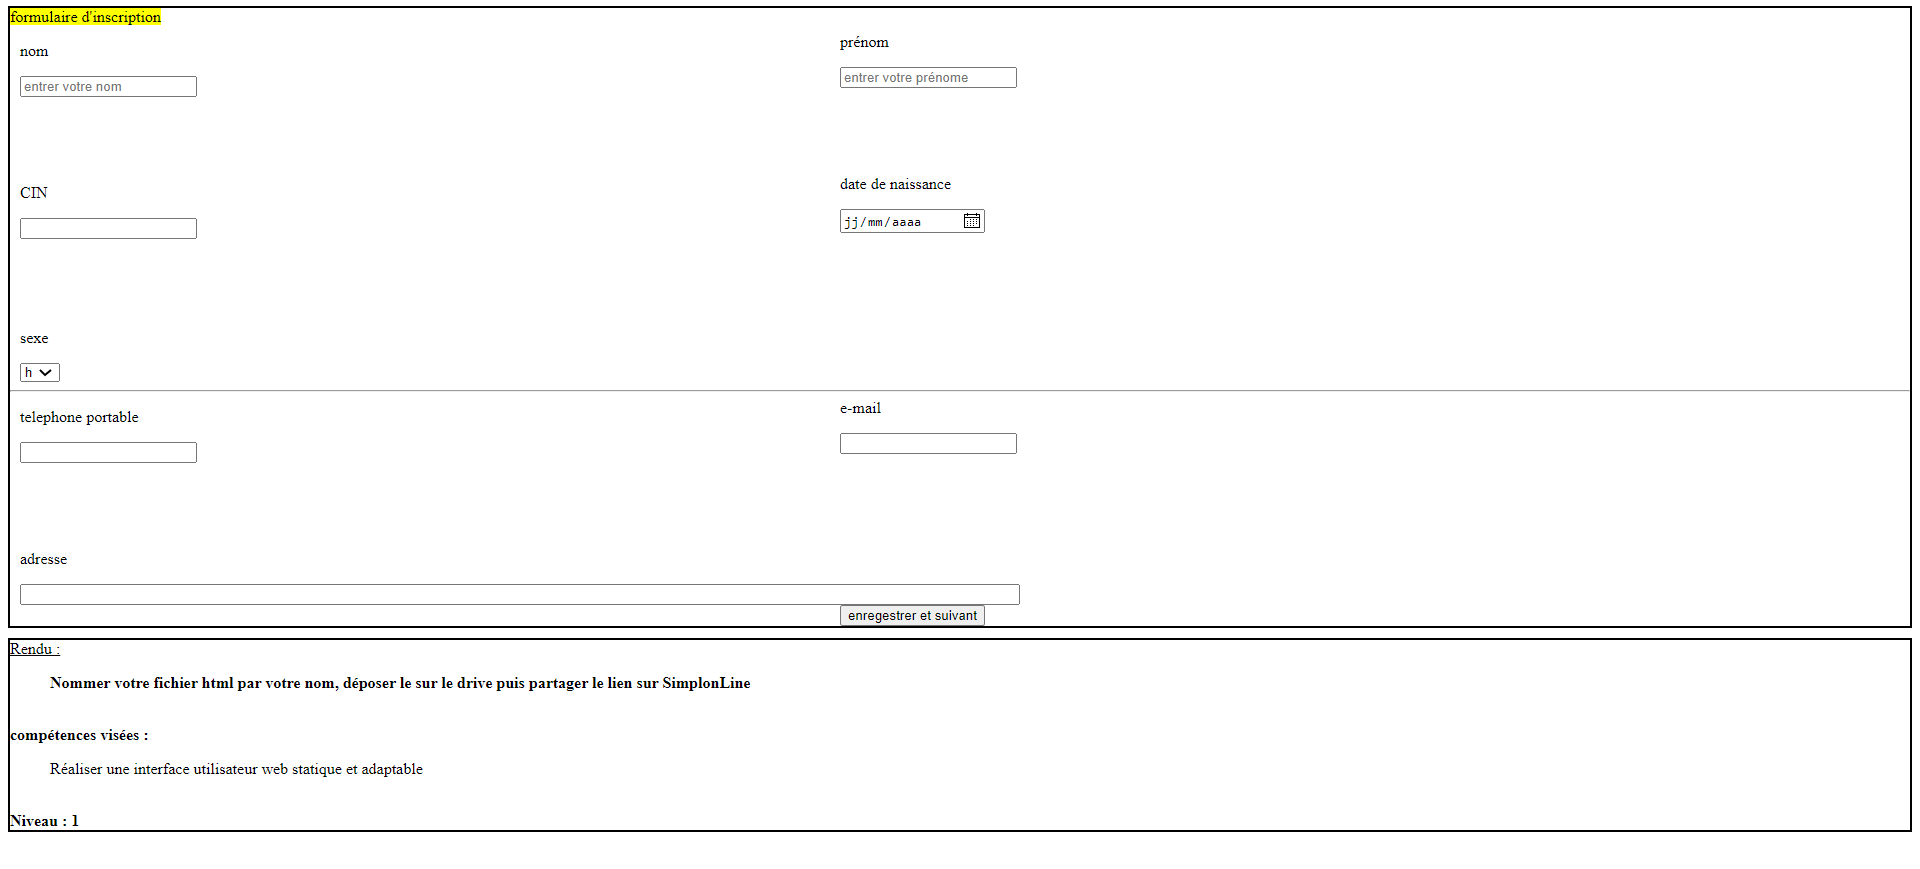 formulaire d'inscription
nom
prénom
entrer votre nom
entrer votre prénome
CIN
date de naissance
jj/mm/aaaa
sexe
h
telephone portable
e-mail
adresse
enregestrer et suivant
Rendu :
Nommer votre fichier html par votre nom, déposer le sur le drive puis partager le lien sur SimplonLine
compétences visées :
Réaliser une interface utilisateur web statique et adaptable
Niveau : 1